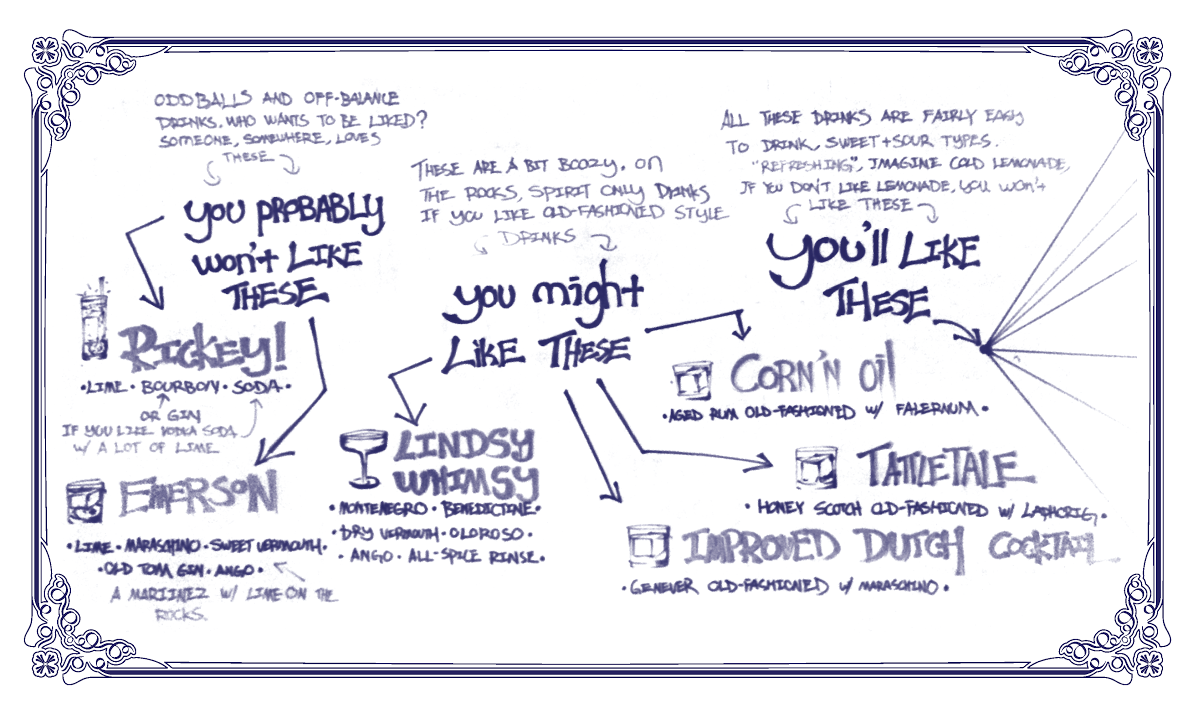 ODDBALLS AND OFF-BALANCE
DRINKS. WHO WANTS TO BE LIKED?
SOMEONE, SOMEWHERE, LOVES
THESE
you PROBABLY
won't LIKE
THESE
RICKEY!
•LIME • BOURBON • SODA•
OR GIN
IF YOU LIKE VODKA SODA
W/ A LOT OF LIME
EMERSON
•LIME • MARASCHINO • SWEET VERMOUTH•
•OLD TOM GIN • ANGO•
A MARTINEZ W/ LIME ON THE
ROCKS.
THESE ARE A BIT BOOZY. On
THE ROCKS, SPIRIT ONLY DRINKS
IF YOU LIKE OLD-FASHIONED STYLE
DRINKS
you might
LIKE THESE
LINDSY
WHIMSY
•MONTENEGRO • BENEDICTINE•
•DRY VERMOUTH • OLOROSO•
• ANGO • ALL-SPICE RINSE•
CORN'N Oil
•AGED RUM OLD-FASHIONED W/ FALERNUM•
TATTLETALE
• HONEY SCOTCH OLD-FASHIONED W/ LAPHORIG•
IMPROVED DUTCH COCKTAIL
•GENEVER OLD-FASHIONED W/ MARASCHINO•
ALL THESE DRINKS ARE FAIRLY EASY
TO DRINK, SWEET+SOUR TYPES.
"REFRESHING", IMAGINE COLD LEMONADE,
IF YOU DON'T LIKE LEMONADE, YOU WON'T
LIKE THESE
you'll LIKE
THESE